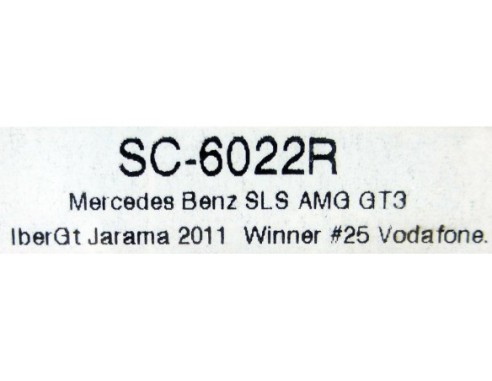 SC-6022R
Mercedes Benz SLS AMG GT3
IberGt Jarama 2011  Winner #25 Vodafone.